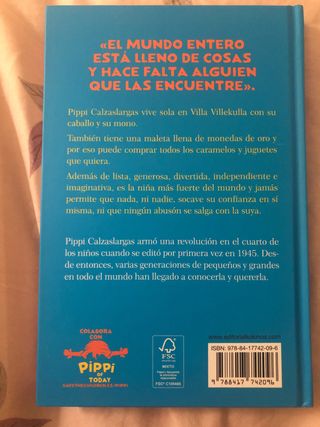 «EL MUNDO ENTERO
ESTÁ LLENO DE COSAS
Y HACE FALTA ALGUIEN
QUE LAS ENCUENTRE».
Pippi Calzaslargas vive sola en Villa Villekulla con su
caballo y su mono.
También tiene una maleta llena de monedas de oro y
por eso puede comprar todos los caramelos y juguetes
que quiera.
Además de lista, generosa, divertida, independiente e
imaginativa, es la niña más fuerte del mundo y jamás
permite que nada, ni nadie, socave su confianza en sí
misma, ni que ningún abusón se salga con la suya.
Pippi Calzaslargas armó una revolución en el cuarto de
los niños cuando se editó por primera vez en 1945. Des-
de entonces, varias generaciones de pequeños y grandes
en todo el mundo han llegado a conocerla y quererla.
COLABORA
CON
PiPPi
OF
TODAY
FSC
MIXTO
ISBN: 978-84-17742-09-6
9 788417 742096